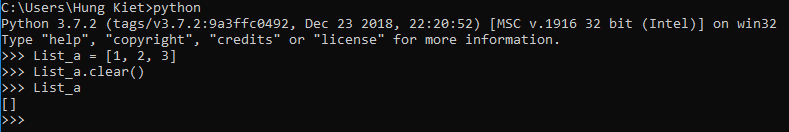 C:\Users\Hung Kiet>python
Python 3.7.2 (tags/v3.7.2:9a3ffc0492, Dec 23 2018, 22:20:52) [MSC v.1916 32 bit (Intel)] on win32
Type "help", "copyright", "credits" or "license" for more information.
>>> List_a = [1, 2, 3]
>>> List_a.clear()
>>> List_a
[]
>>>